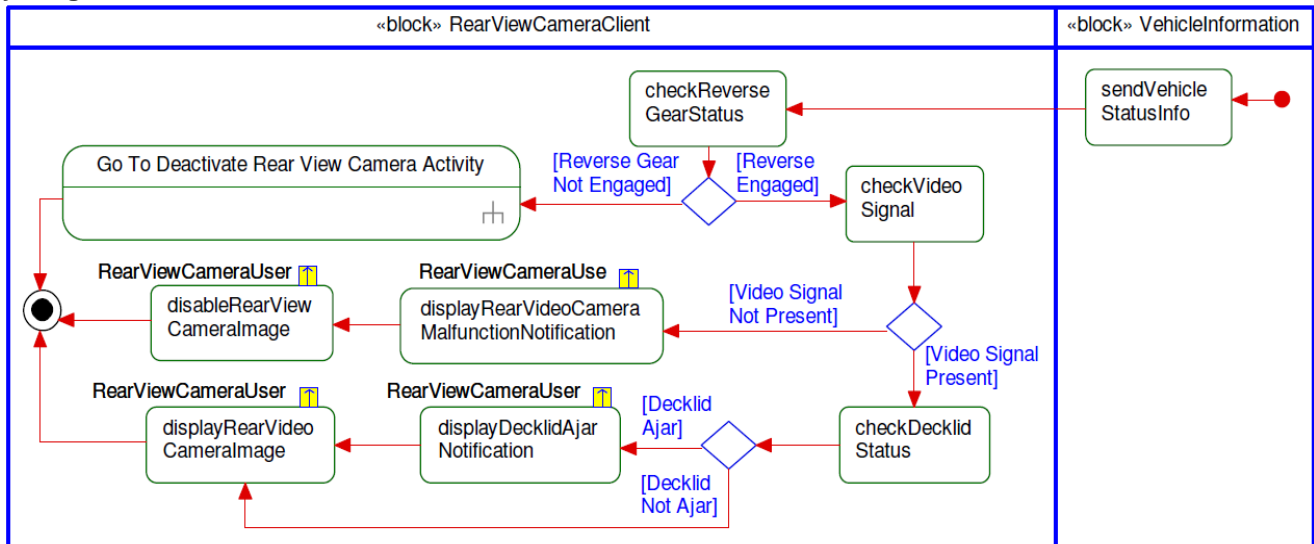 «block» RearViewCameraClient
«block» VehicleInformation
checkReverse
GearStatus
sendVehicle
StatusInfo
Go To Deactivate Rear View Camera Activity
[Reverse Gear
Not Engaged]
[Reverse
Engaged]
checkVideo
Signal
RearViewCameraUser
disableRearView
CameraImage
RearViewCameraUse
displayRearVideoCamera
MalfunctionNotification
[Video Signal
Not Present]
[Video Signal
Present]
RearViewCameraUser
displayRearVideo
CameraImage
RearViewCameraUser
displayDecklidAjar
Notification
[Decklid
Ajar]
[Decklid
Not Ajar]
checkDecklid
Status